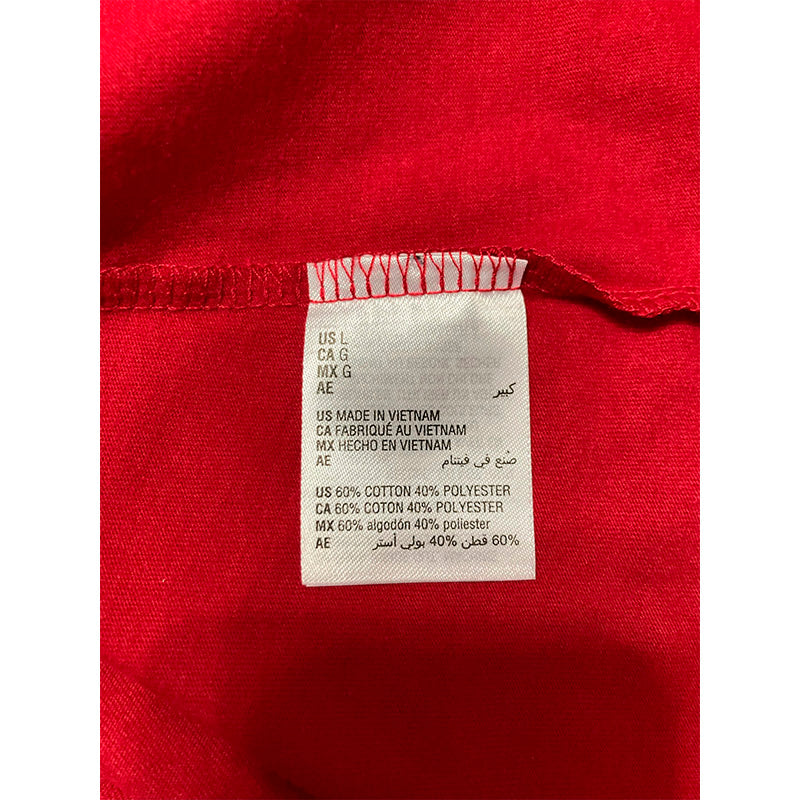 US L
CA G
MX G
AE كبير
US MADE IN VIETNAM
CA FABRIQUÉ AU VIETNAM
MX HECHO EN VIETNAM
AE صُنع في فيتنام
US 60% COTTON 40% POLYESTER
CA 60% COTON 40% POLYESTER
MX 60% algodón 40% poliester
AE 60% قطن 40% بولي أستر